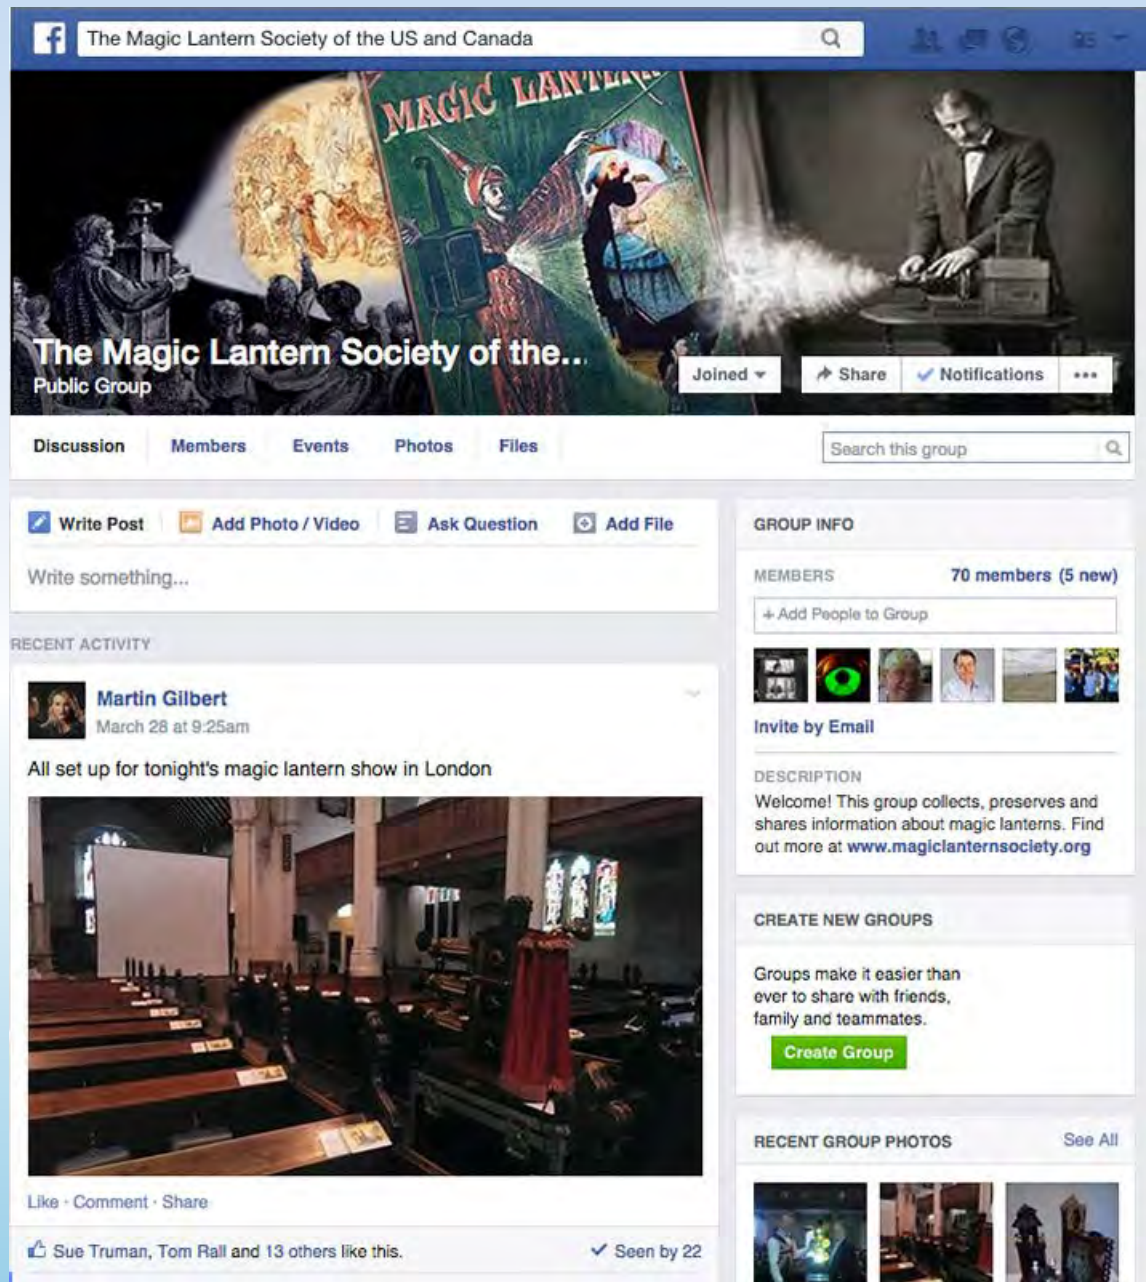 The Magic Lantern Society of the US and Canada
MAGIC LANTERN
The Magic Lantern Society of the...
Public Group
Joined
Share
Notifications
Discussion
Members
Events
Photos
Files
Search this group
Write Post
Add Photo / Video
Ask Question
Add File
Write something...
RECENT ACTIVITY
Martin Gilbert
March 28 at 9:25am
All set up for tonight's magic lantern show in London
Like · Comment · Share
Sue Truman, Tom Rall and 13 others like this.
Seen by 22
GROUP INFO
MEMBERS
70 members (5 new)
+ Add People to Group
Invite by Email
DESCRIPTION
Welcome! This group collects, preserves and
shares information about magic lanterns. Find
out more at www.magiclanternsociety.org
CREATE NEW GROUPS
Groups make it easier than
ever to share with friends,
family and teammates.
Create Group
RECENT GROUP PHOTOS
See All